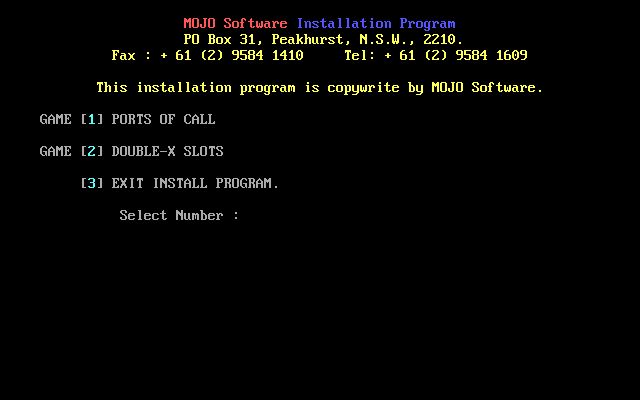 MOJO Software Installation Program
PO Box 31, Peakhurst, N.S.W., 2210.
Fax : + 61 (2) 9584 1410 Tel: + 61 (2) 9584 1609
This installation program is copywrite by MOJO Software.
GAME [1] PORTS OF CALL
GAME [2] DOUBLE-X SLOTS
[3] EXIT INSTALL PROGRAM.
Select Number :